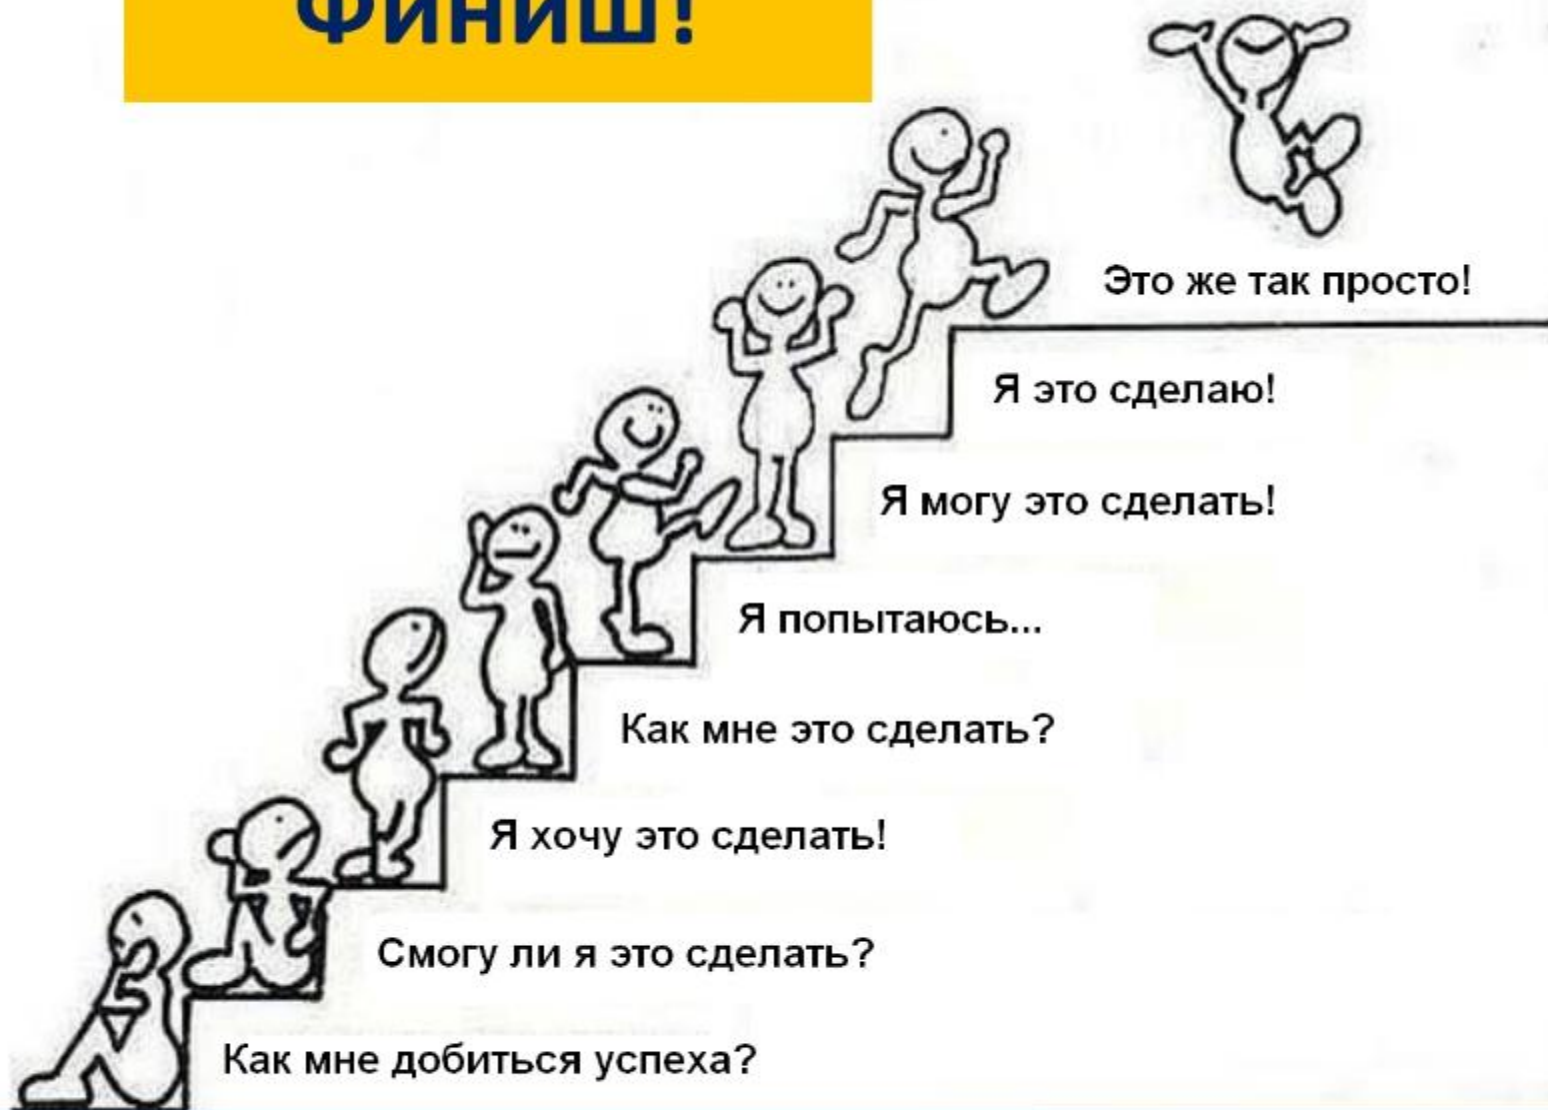 ФИНИШ!
Это же так просто!
Я это сделаю!
Я могу это сделать!
Я попытаюсь...
Как мне это сделать?
Я хочу это сделать!
Смогу ли я это сделать?
Как мне добиться успеха?